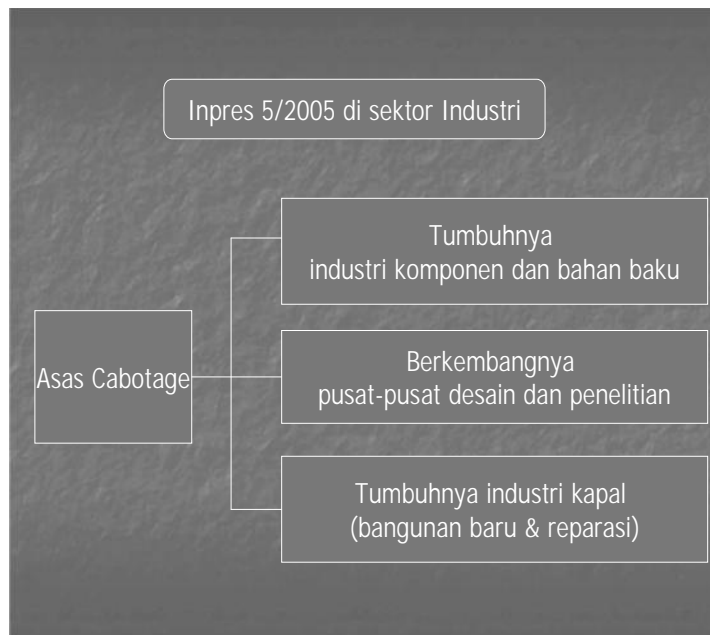 Inpres 5/2005 di sektor Industri
Asas Cabotage
Tumbuhnya
industri komponen dan bahan baku
Berkembangnya
pusat-pusat desain dan penelitian
Tumbuhnya industri kapal
(bangunan baru & reparasi)